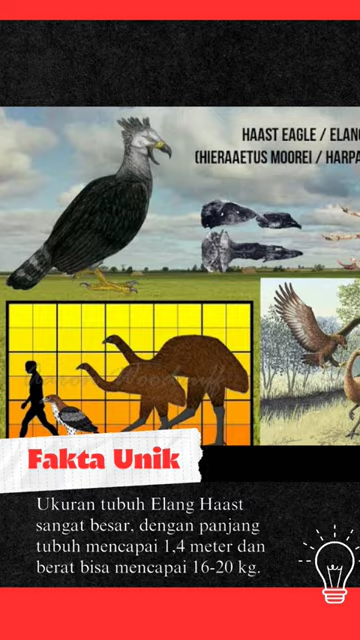 HAAST EAGLE / ELANG
(HIERAAETUS MOOREI / HARPA
Fakta Unik
Ukuran tubuh Elang Haast
sangat besar, dengan panjang
tubuh mencapai 1,4 meter dan
berat bisa mencapai 16-20 kg.